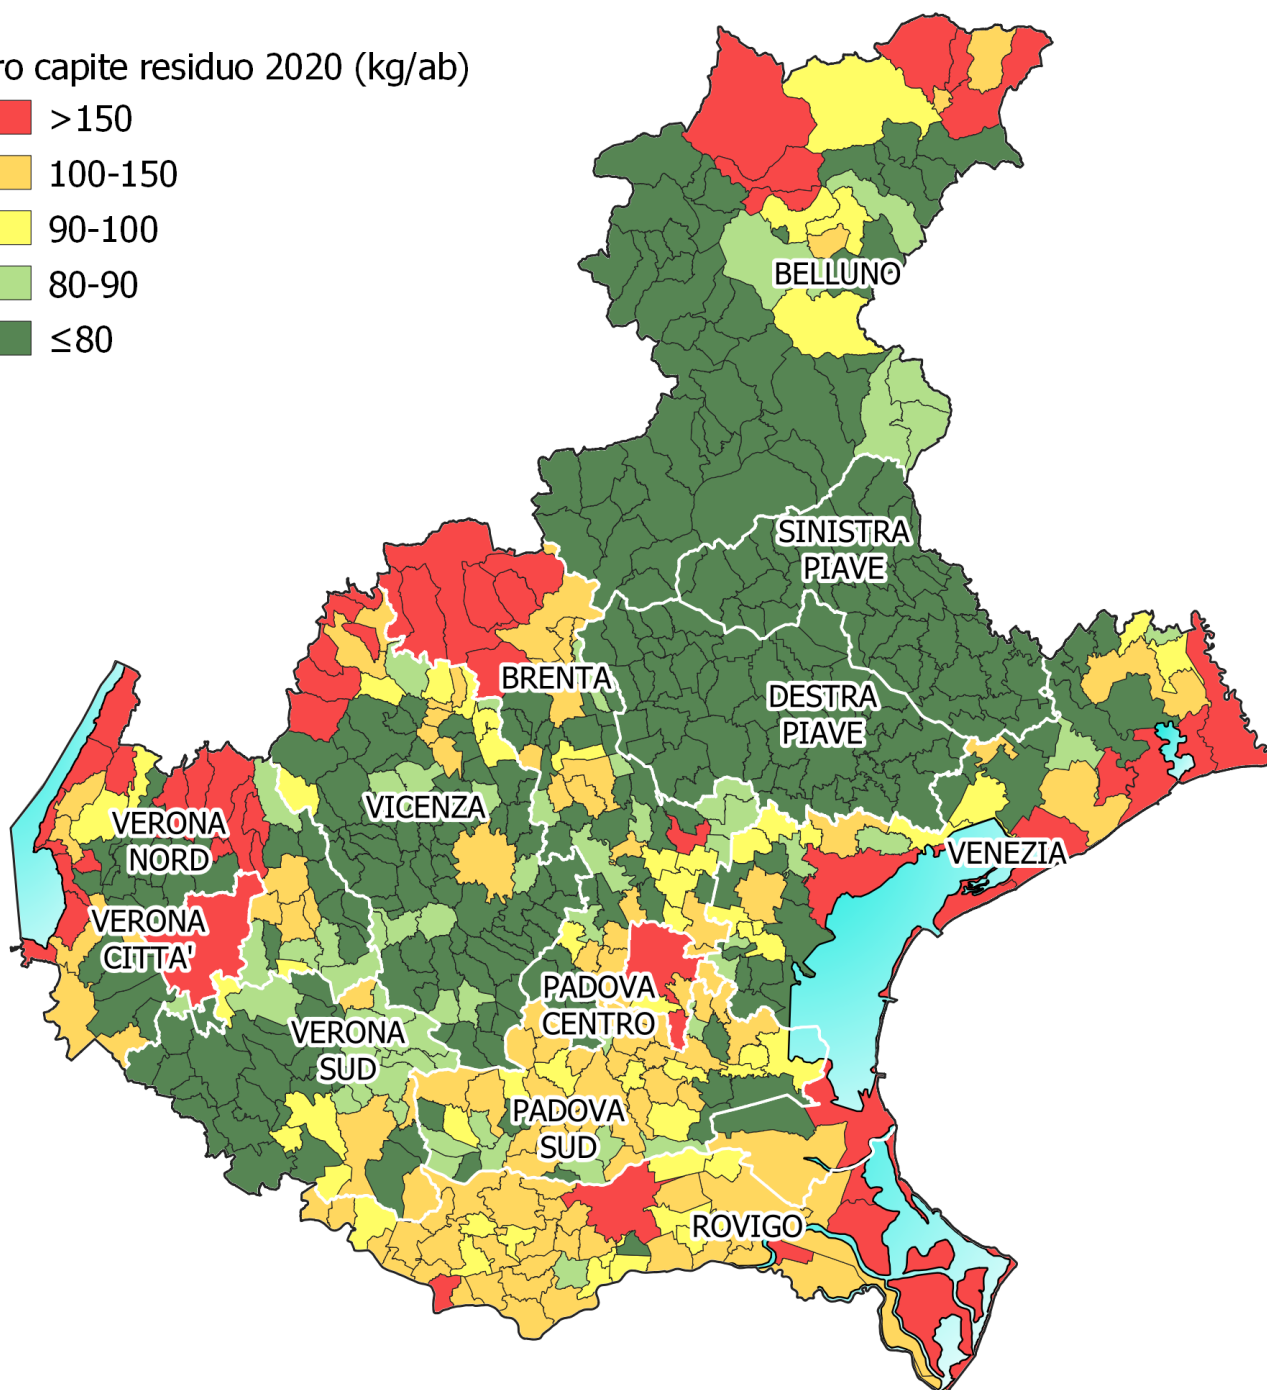 ro capite residuo 2020 (kg/ab)
>150
100-150
90-100
80-90
≤80
BELLUNO
SINISTRA
PIAVE
BRENTA
DESTRA
PIAVE
VICENZA
VERONA
NORD
VENEZIA
VERONA
CITTA'
PADOVA
CENTRO
VERONA
SUD
PADOVA
SUD
ROVIGO